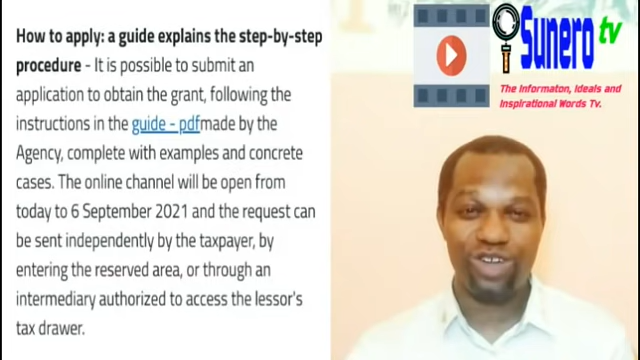 How to apply: a guide explains the step-by-step
procedure - It is possible to submit an
application to obtain the grant, following the
instructions in the guide - pdfmade by the
Agency, complete with examples and concrete
cases. The online channel will be open from
today to 6 September 2021 and the request can
be sent independently by the taxpayer, by
entering the reserved area, or through an
intermediary authorized to access the lessor's
tax drawer.
Sunero tv
The Informaton, Ideals and
Inspirational Words Tv.